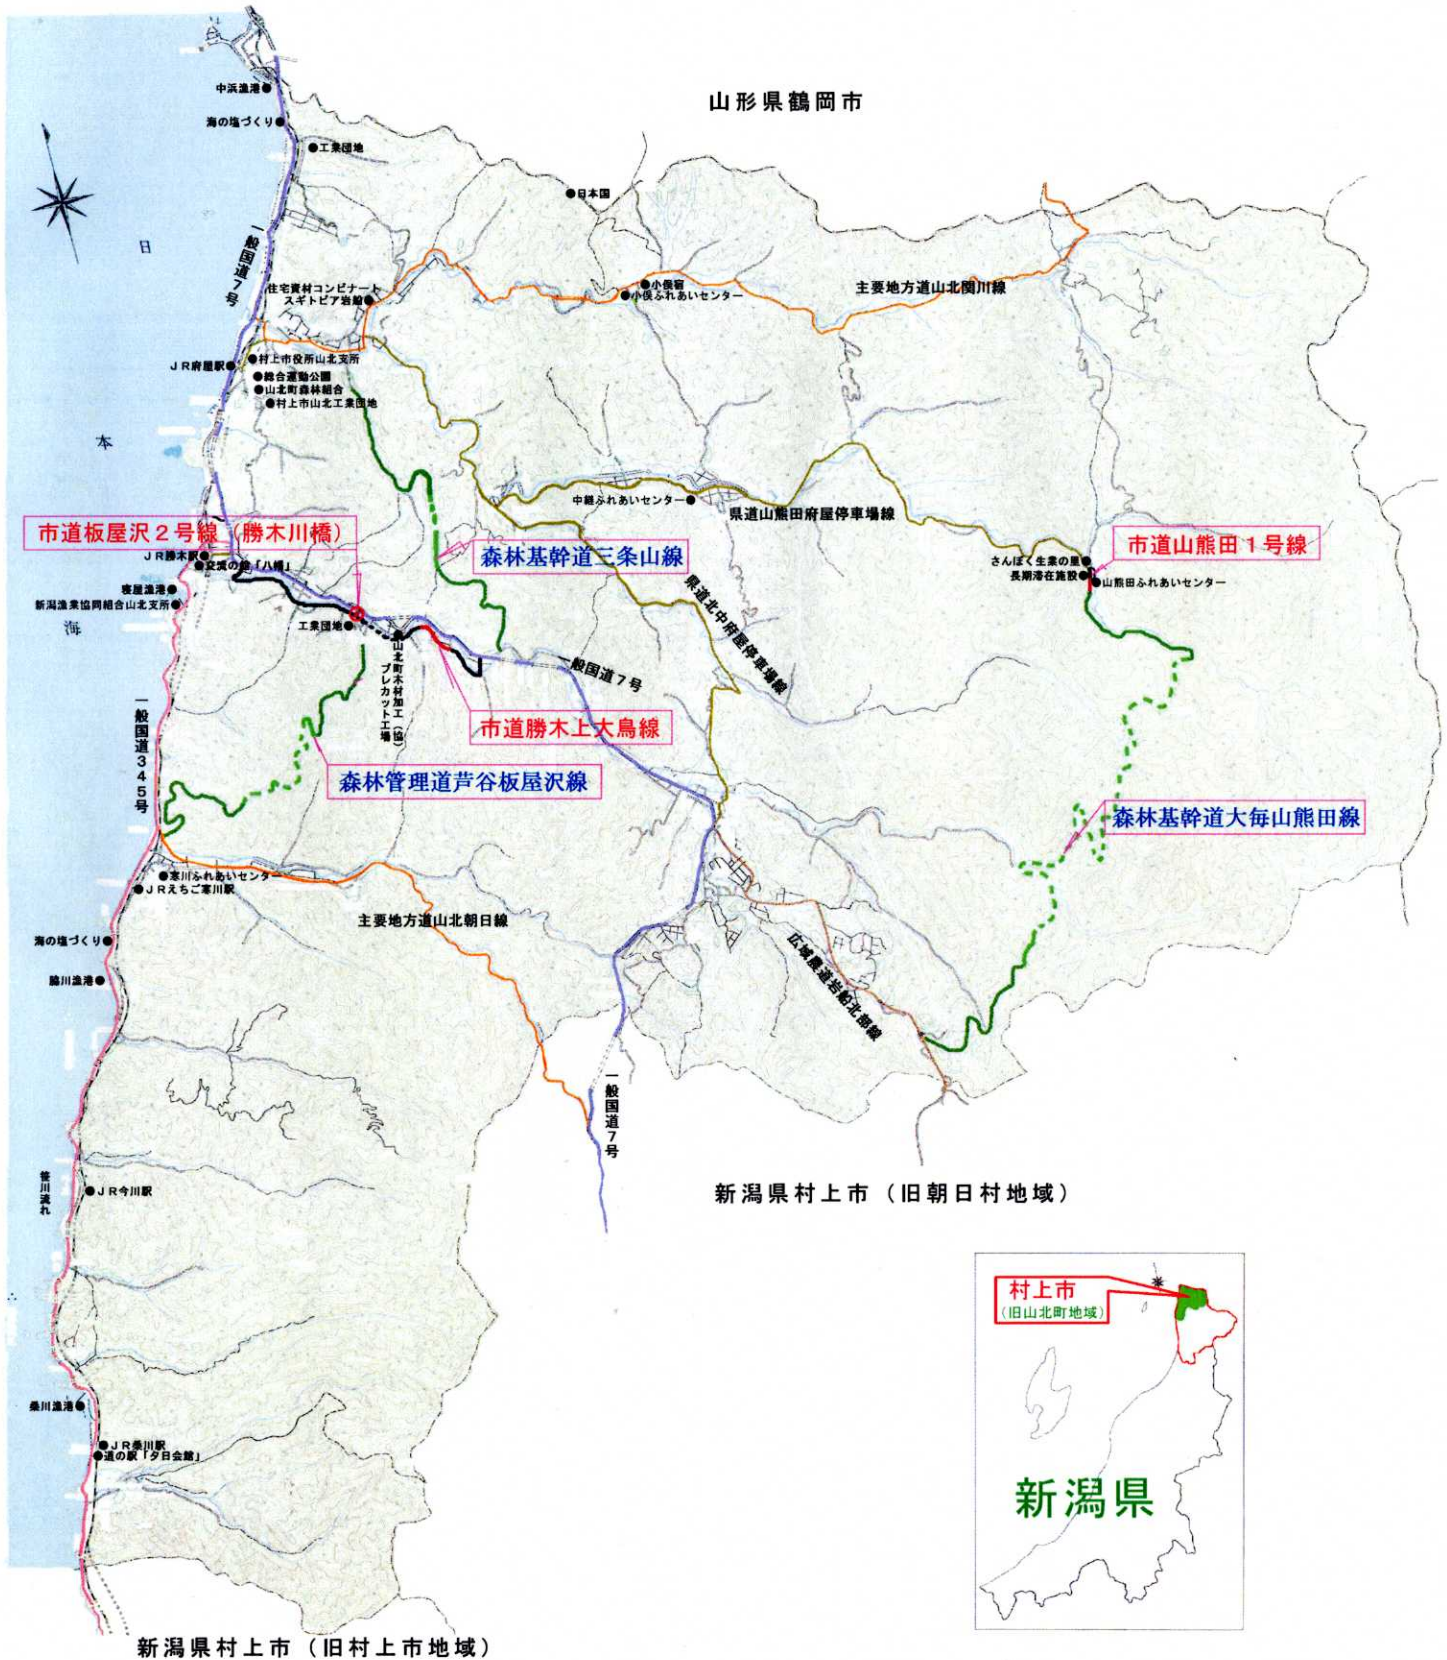 山形県鶴岡市
中浜漁港
海の塩づくり
工業団地
日本国
日
本
海
一般国道7号
住宅資材コンビナート
スギトピア岩船
小俣宿
小俣ふれあいセンター
主要地方道山北関川線
JR府屋駅
村上市役所山北支所
総合運動公園
山北町森林組合
村上市山北工業団地
中継ふれあいセンター
県道山熊田府屋停車場線
市道板屋沢2号線(勝木川橋)
森林基幹道三条山線
市道山熊田1号線
JR勝木駅
交流の館「八幡」
さんぽく生業の里
長期滞在施設
山熊田ふれあいセンター
寝屋漁港
新潟漁業協同組合山北支所
工業団地
山北町木材加工(協)
プレカット工場
県道北中府屋停車場線
一般国道7号
市道勝木上大鳥線
一般国道345号
森林管理道芦谷板屋沢線
森林基幹道大毎山熊田線
寒川ふれあいセンター
JRえちご寒川駅
主要地方道山北朝日線
海の塩づくり
脇川漁港
広域農道岩船北部線
一般国道7号
笹川流れ
JR今川駅
新潟県村上市(旧朝日村地域)
村上市
(旧山北町地域)
桑川漁港
JR桑川駅
道の駅「夕日会館」
新潟県
新潟県村上市(旧村上市地域)